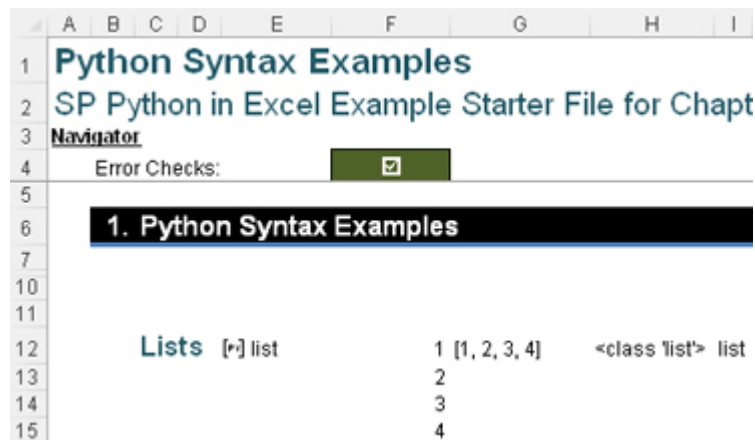 A B C D E F G H I
1 Python Syntax Examples
2 SP Python in Excel Example Starter File for Chapt
3 Navigator
4 Error Checks:
5
6 1. Python Syntax Examples
7
10
11
12 Lists [PY] list 1 [1, 2, 3, 4] <class 'list'> list
13 2
14 3
15 4